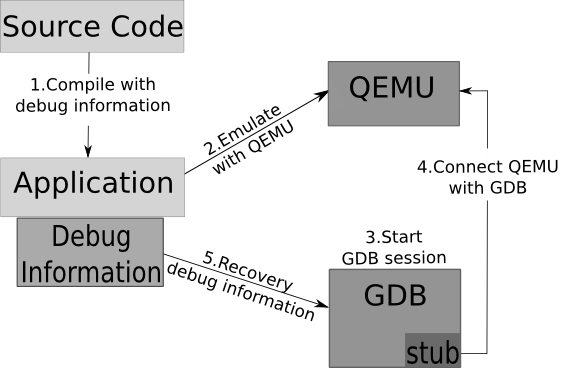 Source Code
1.Compile with
debug information
Application
Debug
Information
2.Emulate
with QEMU
QEMU
3.Start
GDB session
GDB
stub
4.Connect QEMU
with GDB
5.Recovery
debug information